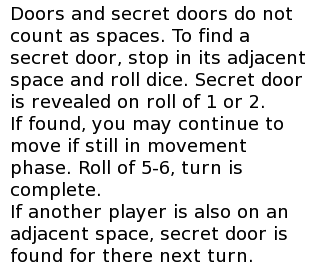 Doors and secret doors do not
count as spaces. To find a
secret door, stop in its adjacent
space and roll dice. Secret door
is revealed on roll of 1 or 2.
If found, you may continue to
move if still in movement
phase. Roll of 5-6, turn is
complete.
If another player is also on an
adjacent space, secret door is
found for there next turn.